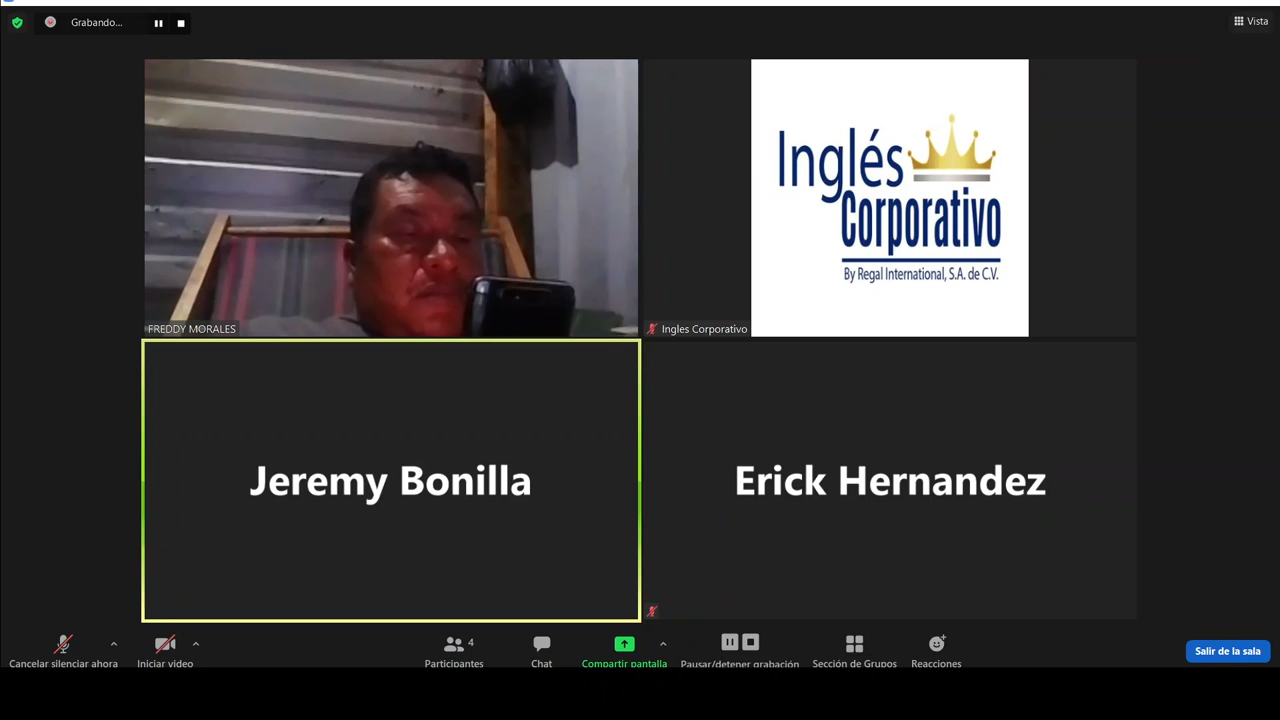 Grabando...
Vista
Inglés
Corporativo
By Regal International, S.A. de C.V.
FREDDY MORALES
Ingles Corporativo
Jeremy Bonilla
Erick Hernandez
4
Cancelar silenciar ahora
Iniciar video
Participantes
Chat
Compartir pantalla
Pausar/detener grabación
Sección de Grupos
Reacciones
Salir de la sala